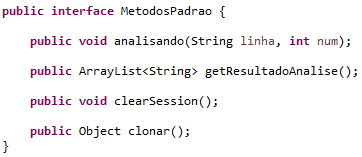 public interface MetodosPadrao {
public void analisando(String linha, int num);
public ArrayList<String> getResultadoAnalise();
public void clearSession();
public Object clonar();
}